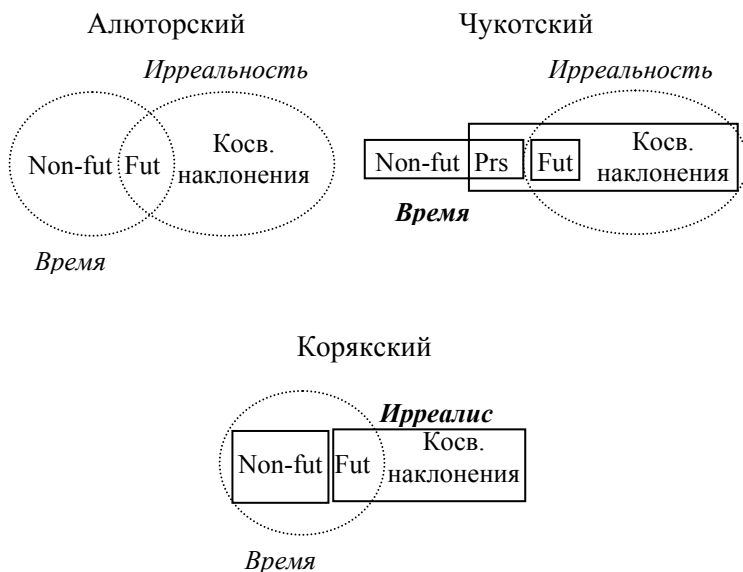 Алюторский
Чукотский
Ирреальность
Ирреальность
Non-fut Fut Косв. наклонения
Non-fut Prs Fut Косв. наклонения
Время
Время
Корякский
Ирреалис
Non-fut Fut Косв. наклонения
Время